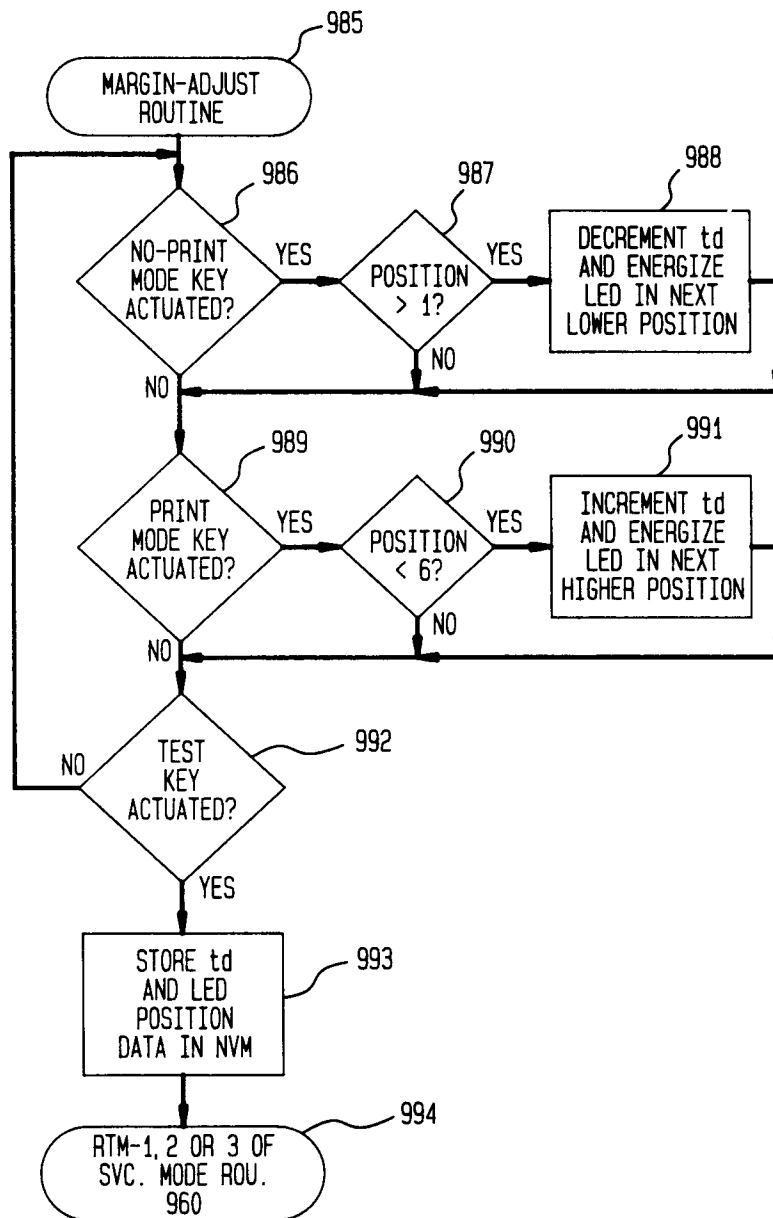 985
MARGIN-ADJUST
ROUTINE
986
NO-PRINT
MODE KEY
ACTUATED?
YES
NO
987
POSITION
> 1?
YES
NO
988
DECREMENT td
AND ENERGIZE
LED IN NEXT
LOWER POSITION
989
PRINT
MODE KEY
ACTUATED?
YES
NO
990
POSITION
< 6?
YES
NO
991
INCREMENT td
AND ENERGIZE
LED IN NEXT
HIGHER POSITION
992
TEST
KEY
ACTUATED?
NO
YES
993
STORE td
AND LED
POSITION
DATA IN NVM
994
RTM-1, 2 OR 3 OF
SVC. MODE ROU.
960